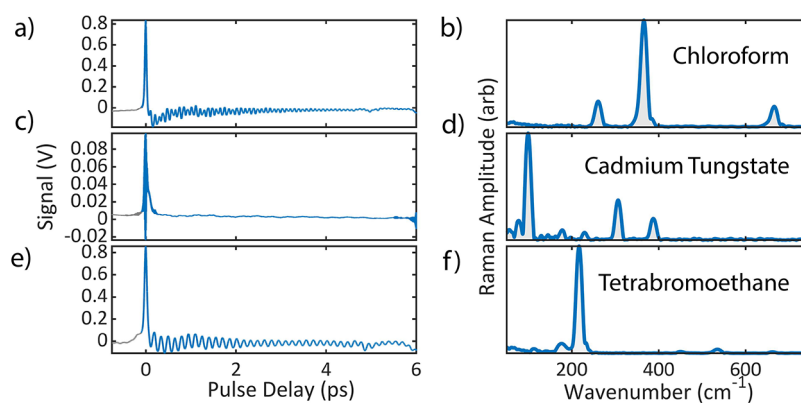 a)
0.8
0.6
0.4
0.2
0
b)
Chloroform
c)
0.08
0.06
0.04
0.02
0
-0.02
Signal (V)
d)
Cadmium Tungstate
Raman Amplitude (arb)
e)
0.8
0.6
0.4
0.2
0
f)
Tetrabromoethane
0 2 4 6
Pulse Delay (ps)
200 400 600
Wavenumber (cm⁻¹)